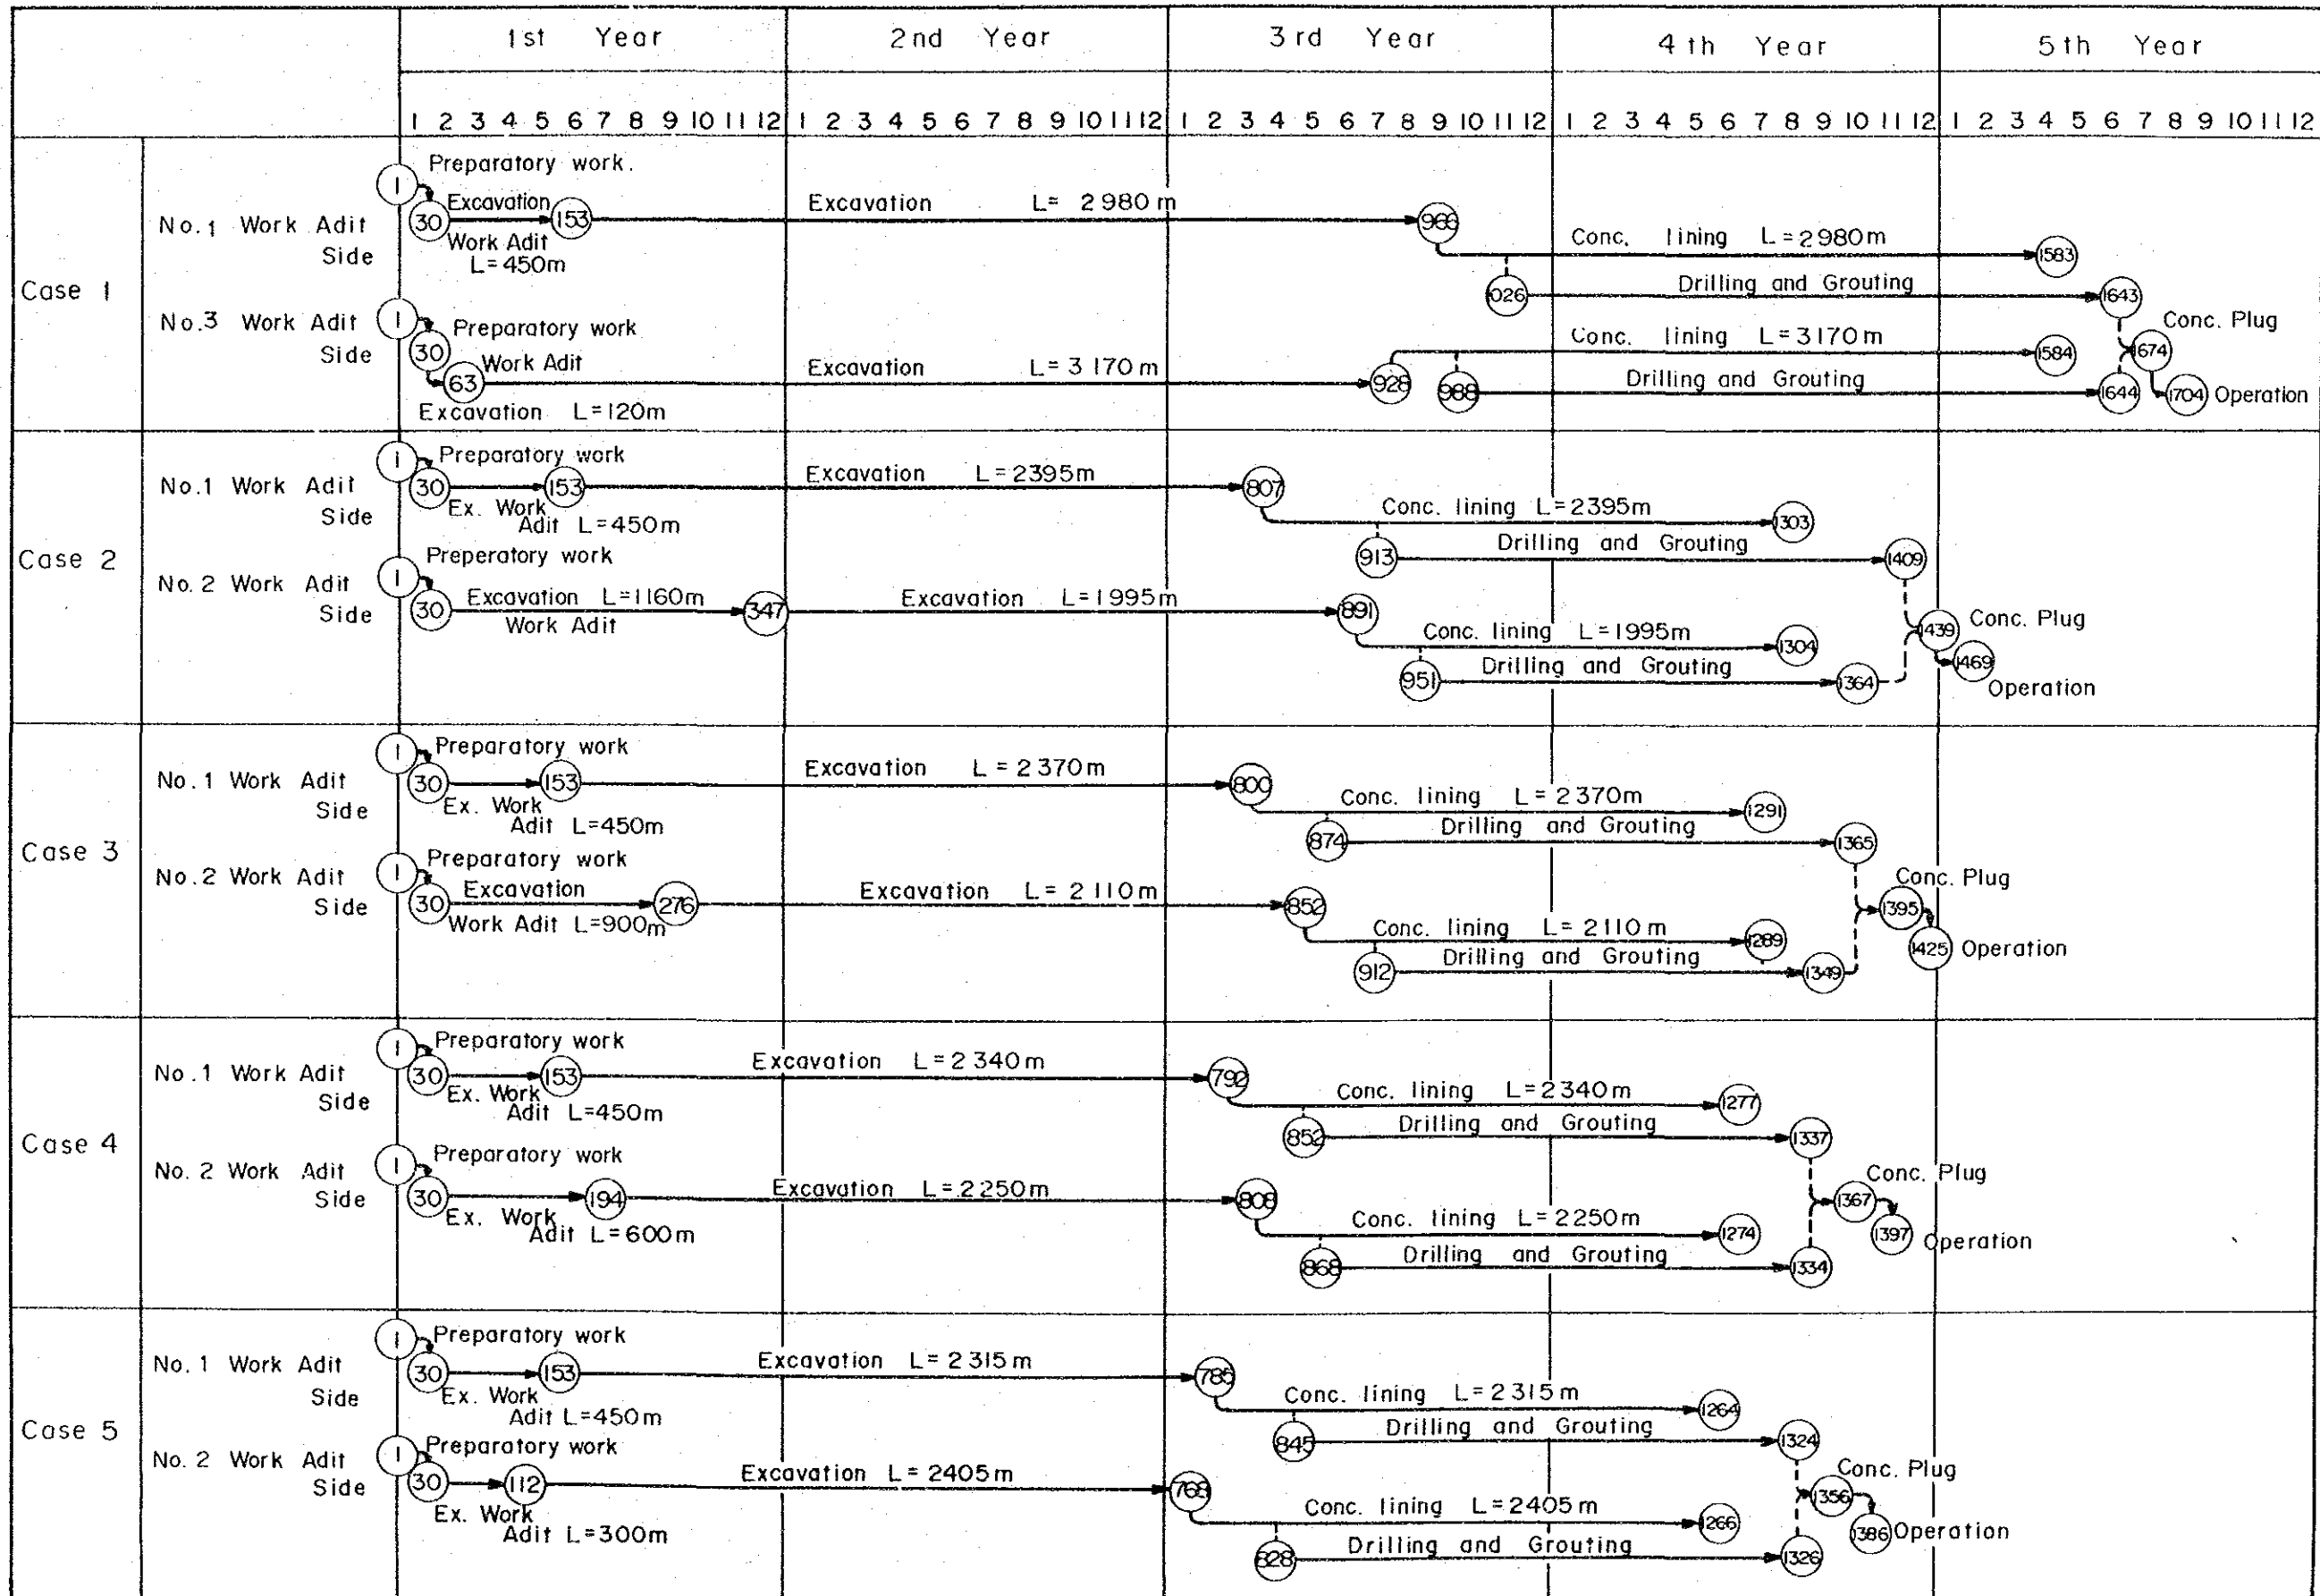 1st Year 2nd Year 3rd Year 4th Year 5th Year
1 2 3 4 5 6 7 8 9 10 11 12 1 2 3 4 5 6 7 8 9 10 11 12 1 2 3 4 5 6 7 8 9 10 11 12 1 2 3 4 5 6 7 8 9 10 11 12 1 2 3 4 5 6 7 8 9 10 11 12
Case 1
No.1 Work Adit
Side
1 Preparatory work.
30 Excavation 153 Excavation L= 2980m
Work Adit
L=450m
Conc. lining L=2980m 1583
026 Drilling and Grouting 1643
No.3 Work Adit
Side
1
30 Preparatory work
63 Work Adit
Excavation L=120m
Excavation L= 3170m 928
Conc. lining L=3170m 1584
988 Drilling and Grouting 1644
Conc. Plug
674
1704 Operation
Case 2
No.1 Work Adit
Side
1 Preparatory work
30 153 Excavation L=2395m 807
Ex. Work
Adit L=450m
Conc. lining L=2395m 1303
913 Drilling and Grouting 1409
No.2 Work Adit
Side
1 Preperatory work
30 Excavation L=1160m 347 Excavation L=1995m 891
Work Adit
Conc. lining L=1995m 1304
951 Drilling and Grouting 1364
1439 Conc. Plug
1469
Operation
Case 3
No.1 Work Adit
Side
1 Preparatory work
30 153 Excavation L=2370m 800
Ex. Work
Adit L=450m
Conc. lining L=2370m 1291
874 Drilling and Grouting 1365
No.2 Work Adit
Side
1 Preparatory work
30 Excavation 276 Excavation L=2110m 852
Work Adit L=900m
Conc. lining L=2110m 1289
912 Drilling and Grouting 1349
Conc. Plug
1395
1425 Operation
Case 4
No.1 Work Adit
Side
1 Preparatory work
30 153 Excavation L=2340m 792
Ex. Work
Adit L=450m
Conc. lining L=2340m 1277
852 Drilling and Grouting 1337
No.2 Work Adit
Side
1 Preparatory work
30 194 Excavation L=2250m 808
Ex. Work
Adit L=600m
Conc. lining L=2250m 1274
868 Drilling and Grouting 1334
Conc. Plug
1367
1397 Operation
Case 5
No.1 Work Adit
Side
1 Preparatory work
30 153 Excavation L=2315m 785
Ex. Work
Adit L=450m
Conc. lining L=2315m 1264
845 Drilling and Grouting 1324
No.2 Work Adit
Side
1 Preparatory work
30 112 Excavation L=2405m 768
Ex. Work
Adit L=300m
Conc. lining L=2405m 1266
828 Drilling and Grouting 1326
Conc. Plug
1356
1386 Operation